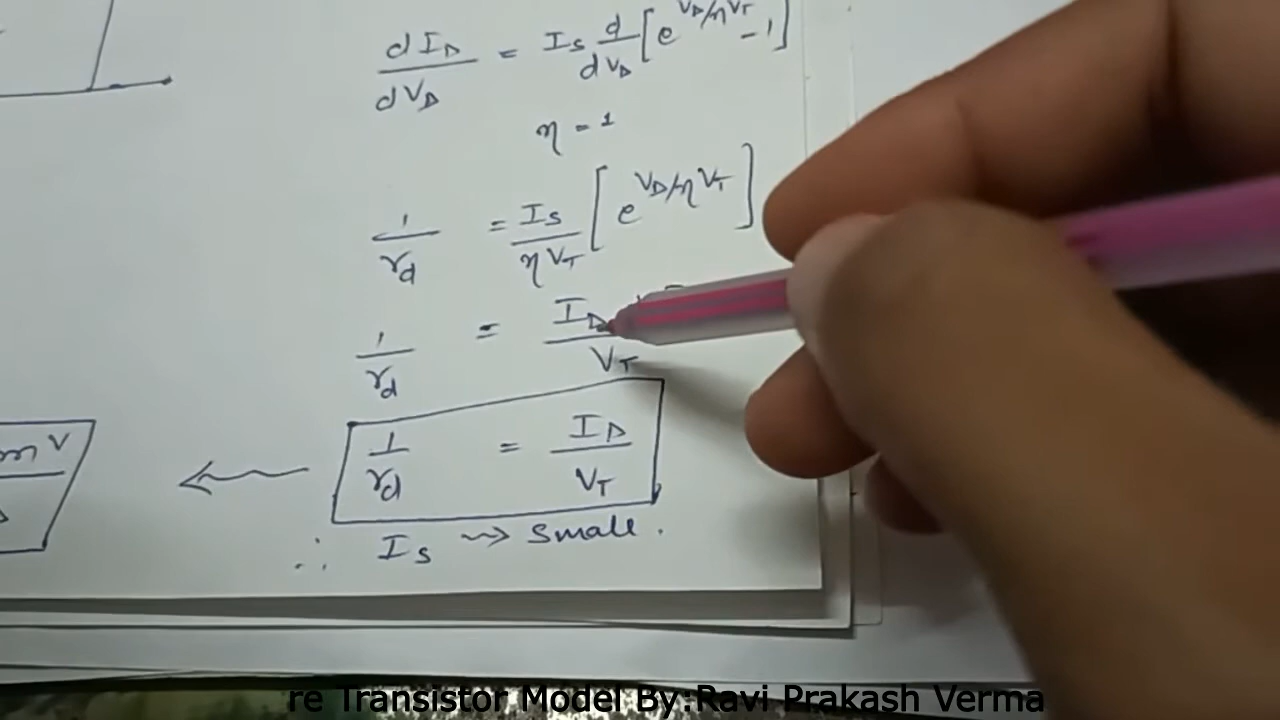 dI_D/dV_D = I_S d/dV_D [e^(V_D/ηV_T) - 1]
η = 1
1/r_d = I_S/ηV_T [e^(V_D/ηV_T)]
1/r_d = I_D/V_T
1/r_d = I_D/V_T
mV
∴ I_S ⇝ Small.
re Transistor Model By:Ravi Prakash Verma